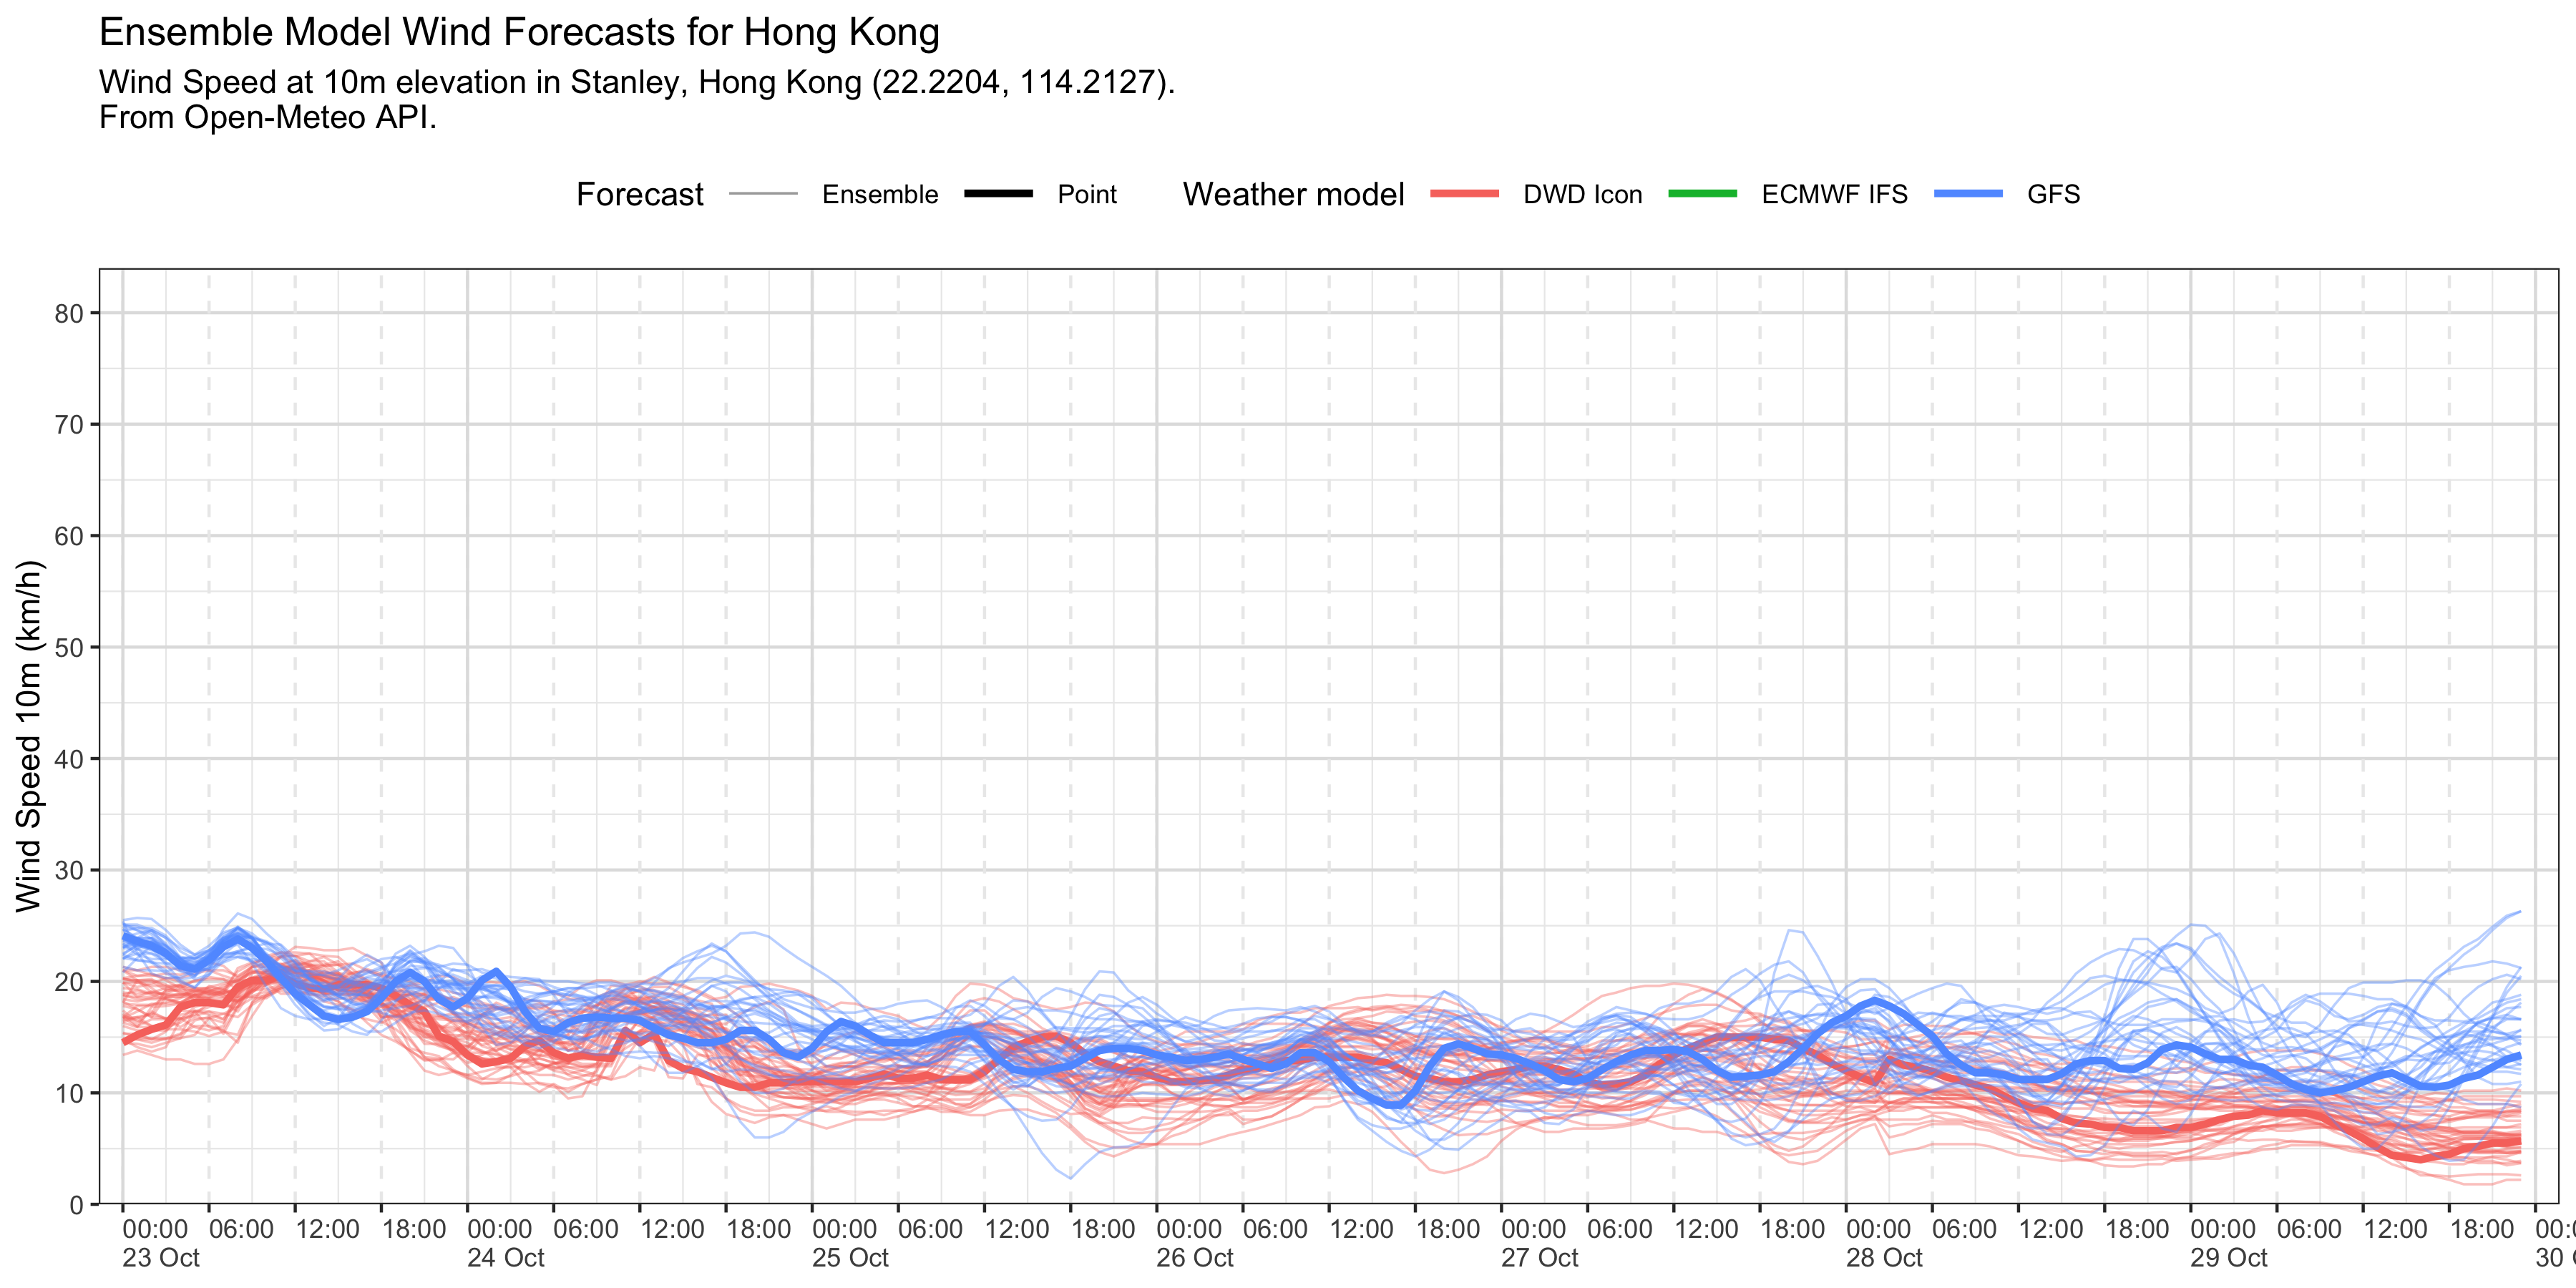 Ensemble Model Wind Forecasts for Hong Kong
Wind Speed at 10m elevation in Stanley, Hong Kong (22.2204, 114.2127).
From Open-Meteo API.
Forecast Ensemble Point Weather model DWD Icon ECMWF IFS GFS
Wind Speed 10m (km/h)
80
70
60
50
40
30
20
10
0
00:00 06:00 12:00 18:00 00:00 06:00 12:00 18:00 00:00 06:00 12:00 18:00 00:00 06:00 12:00 18:00 00:00 06:00 12:00 18:00 00:00 06:00 12:00 18:00 00:00 06:00 12:00 18:00
23 Oct 24 Oct 25 Oct 26 Oct 27 Oct 28 Oct 29 Oct 30